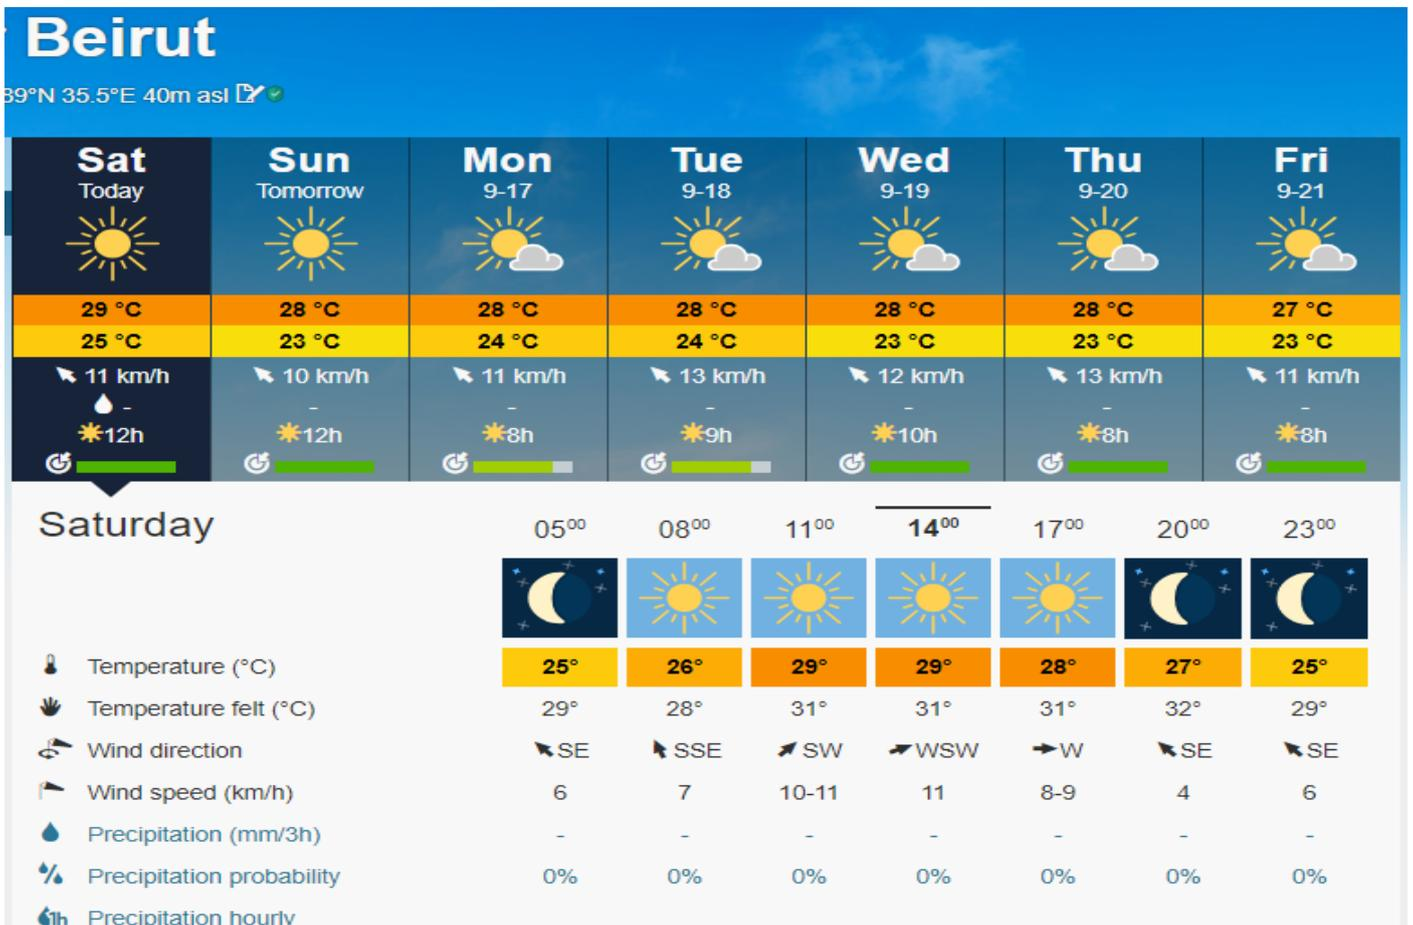 Beirut
89°N 35.5°E 40m asl
Sat Sun Mon Tue Wed Thu Fri
Today Tomorrow 9-17 9-18 9-19 9-20 9-21
29 °C 28 °C 28 °C 28 °C 28 °C 28 °C 27 °C
25 °C 23 °C 24 °C 24 °C 23 °C 23 °C 23 °C
11 km/h 10 km/h 11 km/h 13 km/h 12 km/h 13 km/h 11 km/h
- - - - - - -
12h 12h 8h 9h 10h 8h 8h
Saturday 05⁰⁰ 08⁰⁰ 11⁰⁰ 14⁰⁰ 17⁰⁰ 20⁰⁰ 23⁰⁰
Temperature (°C) 25° 26° 29° 29° 28° 27° 25°
Temperature felt (°C) 29° 28° 31° 31° 31° 32° 29°
Wind direction SE SSE SW WSW W SE SE
Wind speed (km/h) 6 7 10-11 11 8-9 4 6
Precipitation (mm/3h) - - - - - - -
Precipitation probability 0% 0% 0% 0% 0% 0% 0%
1h Precipitation hourly